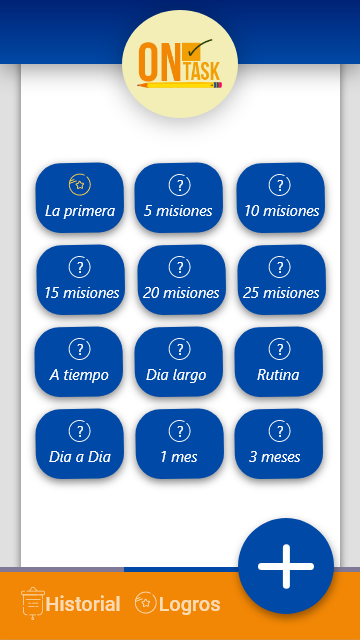 ON
TASK
La primera
5 misiones
10 misiones
15 misiones
20 misiones
25 misiones
A tiempo
Dia largo
Rutina
Dia a Dia
1 mes
3 meses
Historial
Logros